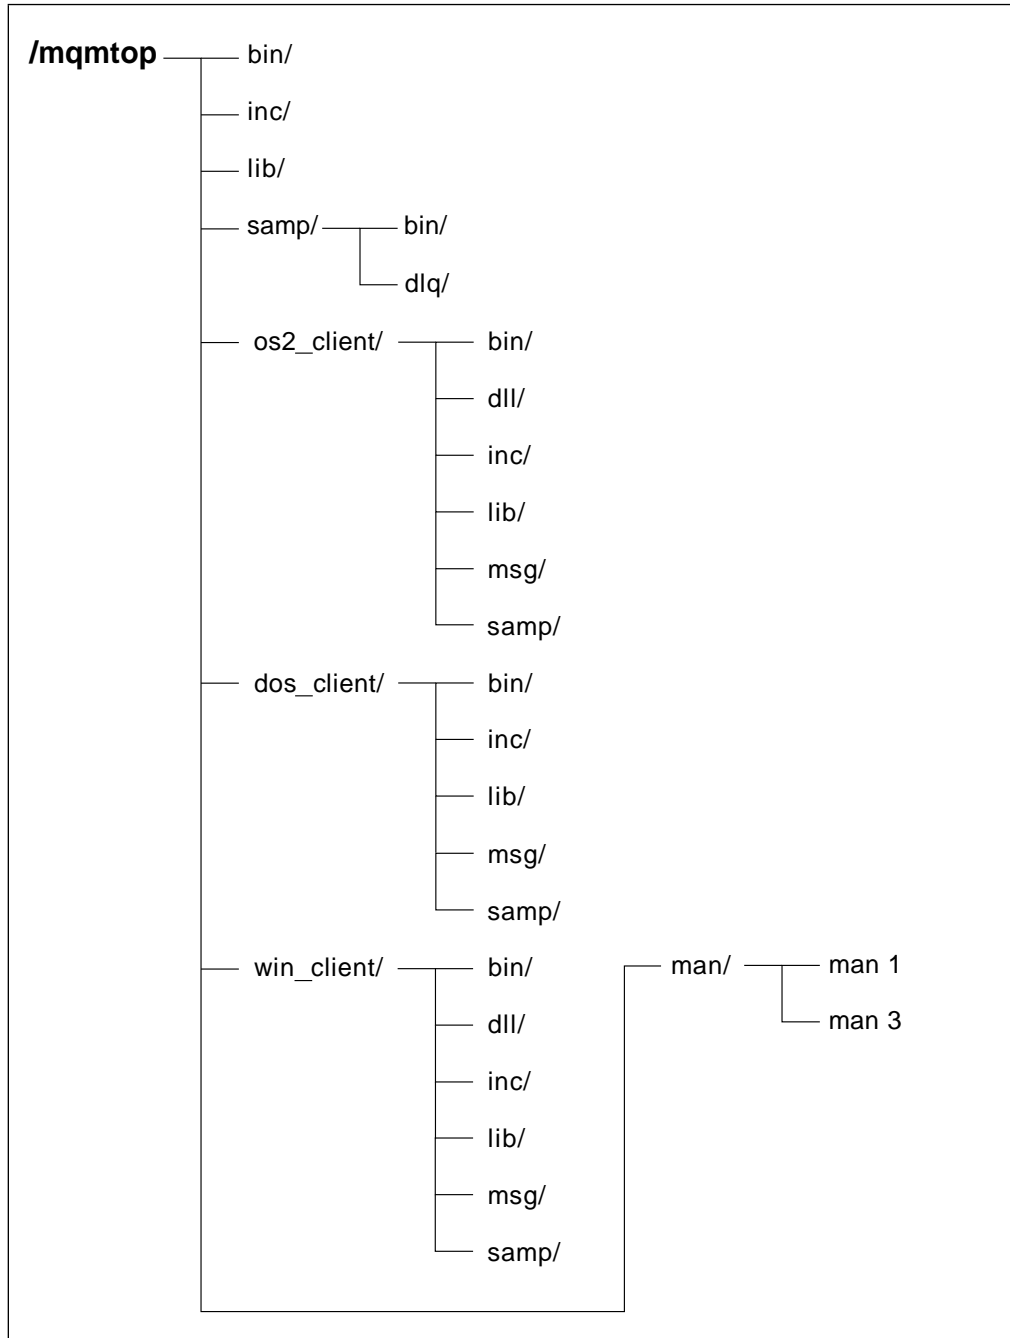 /mqmtop bin/
inc/
lib/
samp/ bin/
dlq/
os2_client/ bin/
dll/
inc/
lib/
msg/
samp/
dos_client/ bin/
inc/
lib/
msg/
samp/
win_client/ bin/ man/ man 1
dll/ man 3
inc/
lib/
msg/
samp/